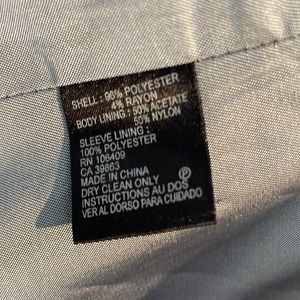 SHELL : 96% POLYESTER
4% RAYON
BODY LINING : 50% ACETATE
50% NYLON
SLEEVE LINING :
100% POLYESTER
RN 106409
CA 39863
MADE IN CHINA
DRY CLEAN ONLY P
INSTRUCTIONS AU DOS
VER AL DORSO PARA CUIDADO